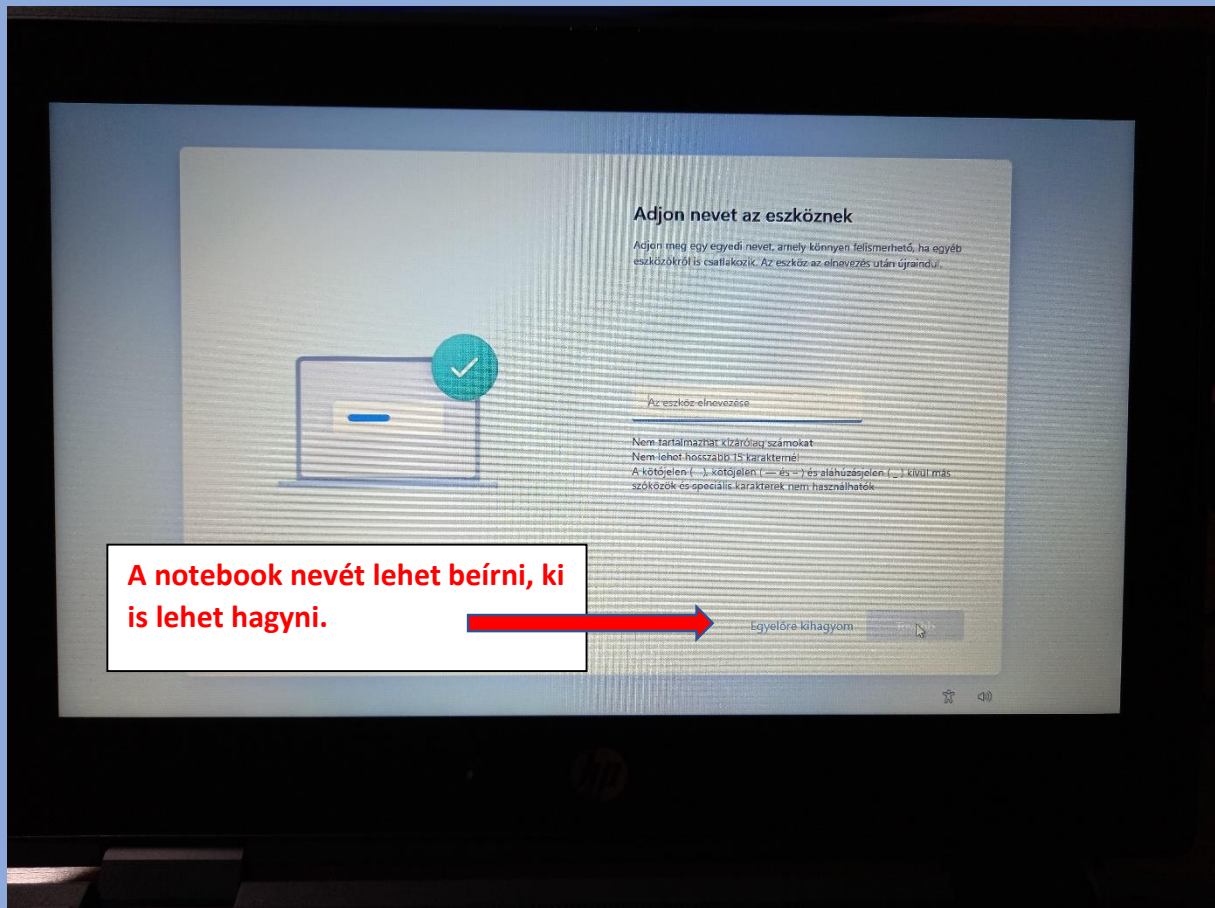 Adjon nevet az eszköznek
Adjon meg egy egyedi nevet, amely könnyen felismerhető, ha egyéb
eszközökről is csatlakozik. Az eszköz az elnevezés után újraindul.
Az eszköz elnevezése
Nem tartalmazhat kizárólag számokat
Nem lehet hosszabb 15 karakternél
A kötőjelen ( - ), kötőjelen ( — és – ) és aláhúzásjelen ( _ ) kívül más
szóközök és speciális karakterek nem használhatók
A notebook nevét lehet beírni, ki
is lehet hagyni.
Egyelőre kihagyom
hp